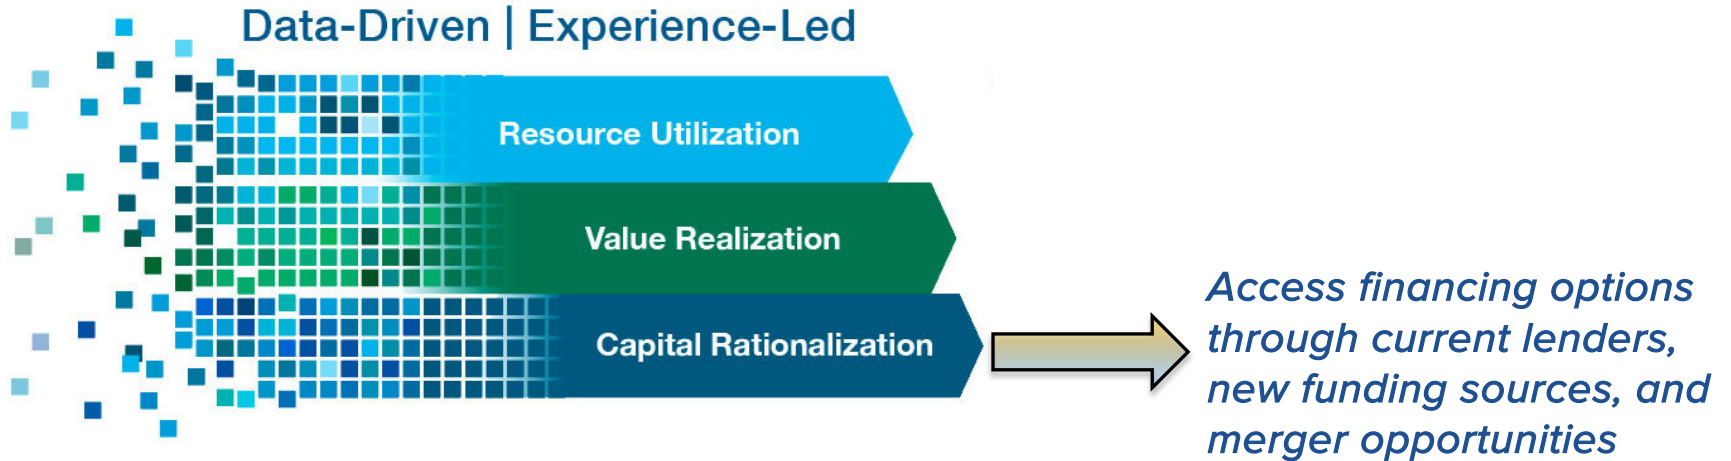 Data-Driven | Experience-Led
Resource Utilization
Value Realization
Capital Rationalization
Access financing options
through current lenders,
new funding sources, and
merger opportunities